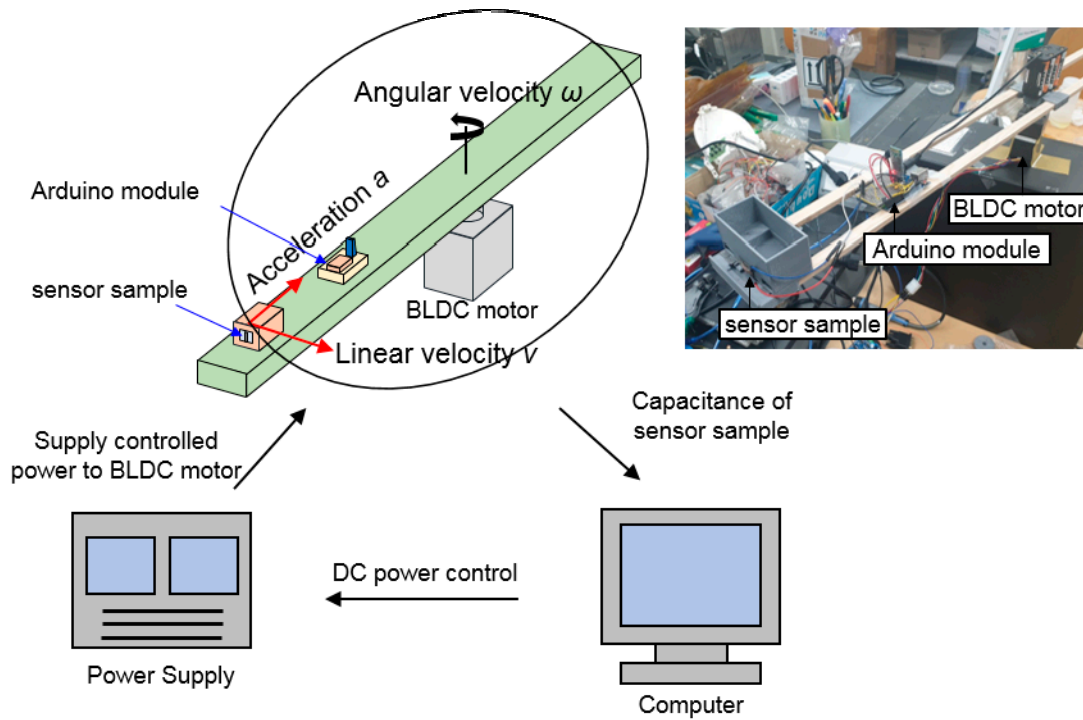 Angular velocity ω
Arduino module
Acceleration a
sensor sample
BLDC motor
Linear velocity v
BLDC motor
Arduino module
sensor sample
Supply controlled
power to BLDC motor
Capacitance of
sensor sample
DC power control
Power Supply
Computer